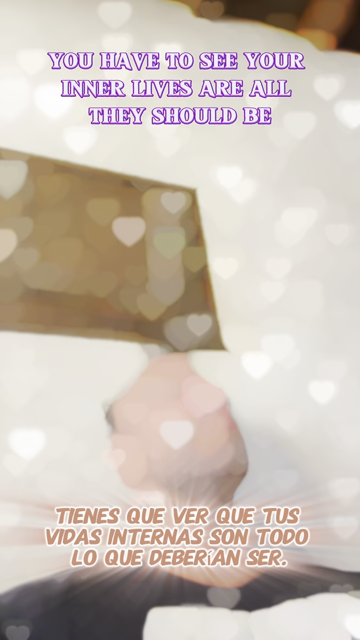 YOU HAVE TO SEE YOUR
INNER LIVES ARE ALL
THEY SHOULD BE
TIENES QUE VER QUE TUS
VIDAS INTERNAS SON TODO
LO QUE DEBERÍAN SER.